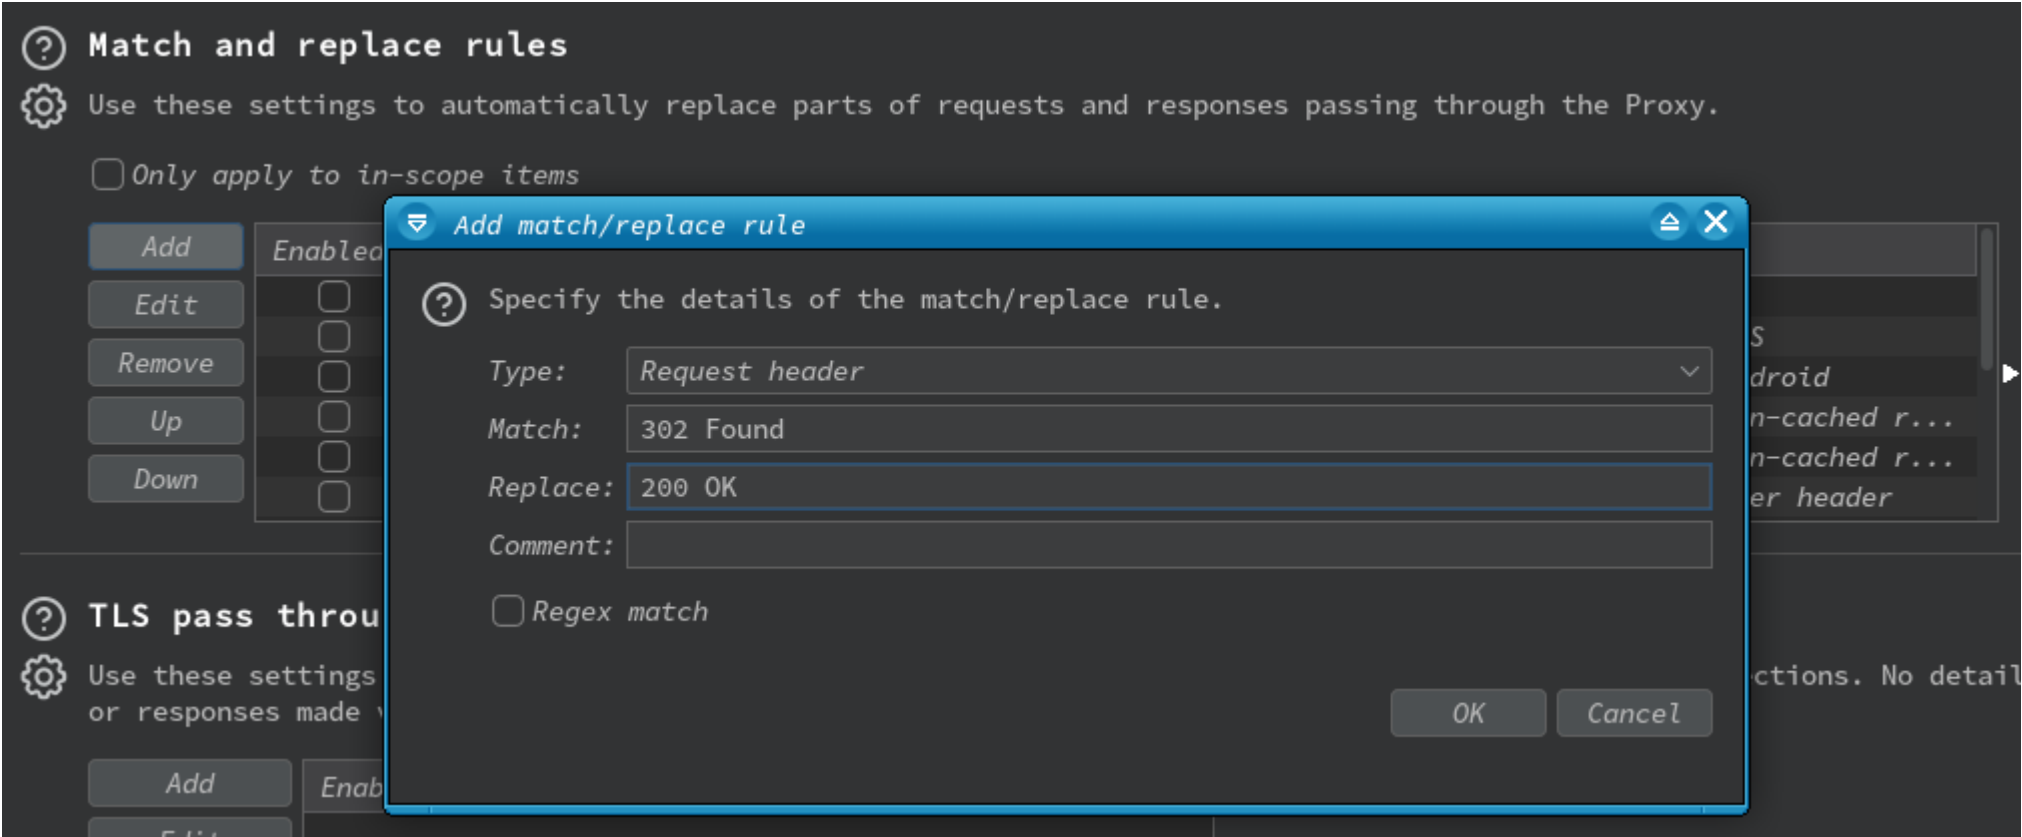 Match and replace rules
Use these settings to automatically replace parts of requests and responses passing through the Proxy.
Only apply to in-scope items
Add
Enabled
Edit
Remove
Up
Down
Add match/replace rule
Specify the details of the match/replace rule.
Type: Request header
Match: 302 Found
Replace: 200 OK
Comment:
Regex match
OK Cancel
S
droid
n-cached r...
n-cached r...
er header
TLS pass throu
Use these settings
ctions. No detail
or responses made
Add
Enab
Edit